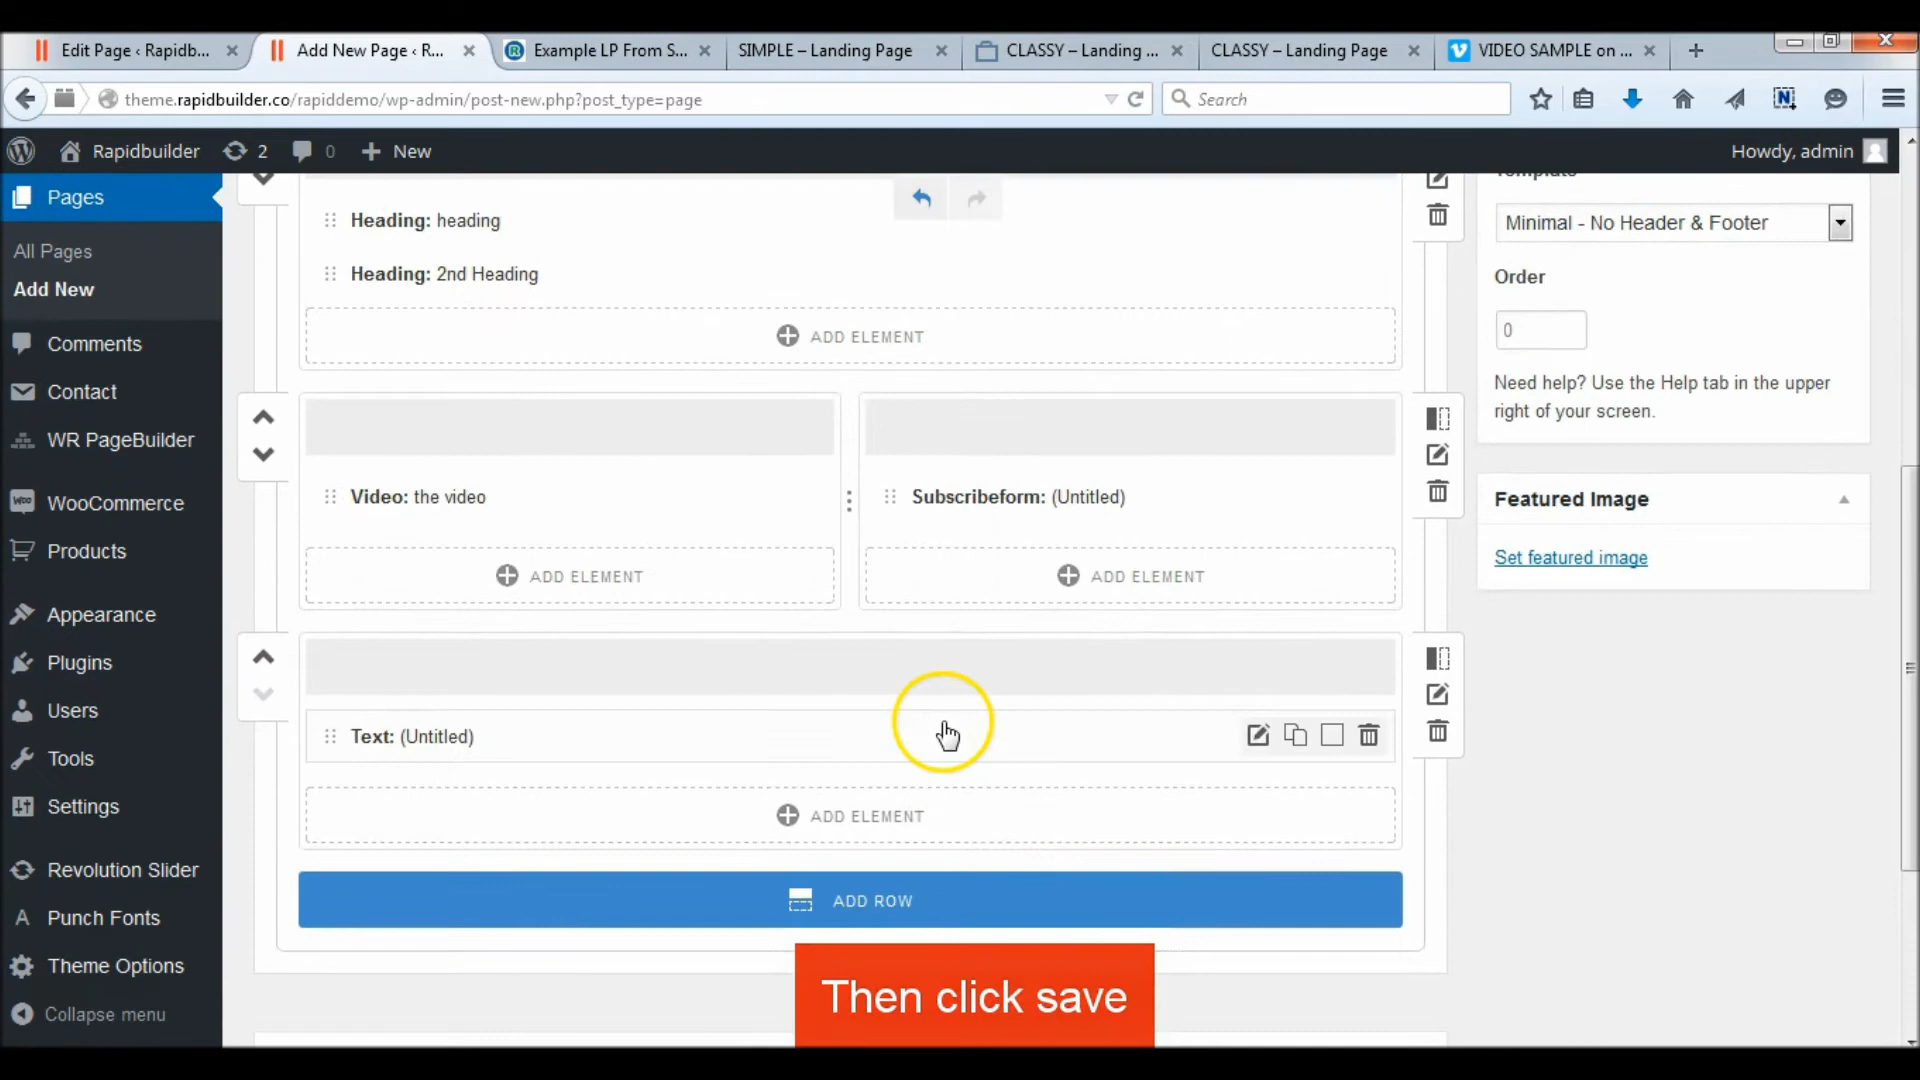 Edit Page ‹ Rapidb...
Add New Page ‹ R...
Example LP From S...
SIMPLE – Landing Page
CLASSY – Landing ...
CLASSY – Landing Page
VIDEO SAMPLE on ...
theme.rapidbuilder.co/rapiddemo/wp-admin/post-new.php?post_type=page
Search
Rapidbuilder
2
0
New
Howdy, admin
Pages
All Pages
Add New
Comments
Contact
WR PageBuilder
WooCommerce
Products
Appearance
Plugins
Users
Tools
Settings
Revolution Slider
Punch Fonts
Theme Options
Collapse menu
Heading: heading
Heading: 2nd Heading
ADD ELEMENT
Video: the video
Subscribeform: (Untitled)
ADD ELEMENT
ADD ELEMENT
Text: (Untitled)
ADD ELEMENT
ADD ROW
Then click save
Template
Minimal - No Header & Footer
Order
0
Need help? Use the Help tab in the upper
right of your screen.
Featured Image
Set featured image